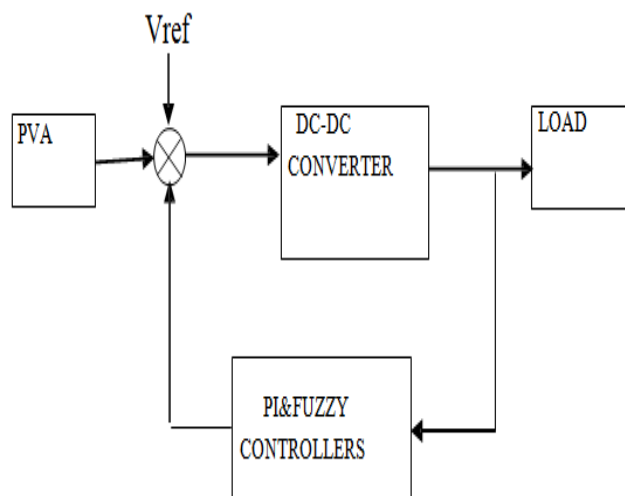 Vref
PVA
DC-DC
CONVERTER
LOAD
PI&FUZZY
CONTROLLERS